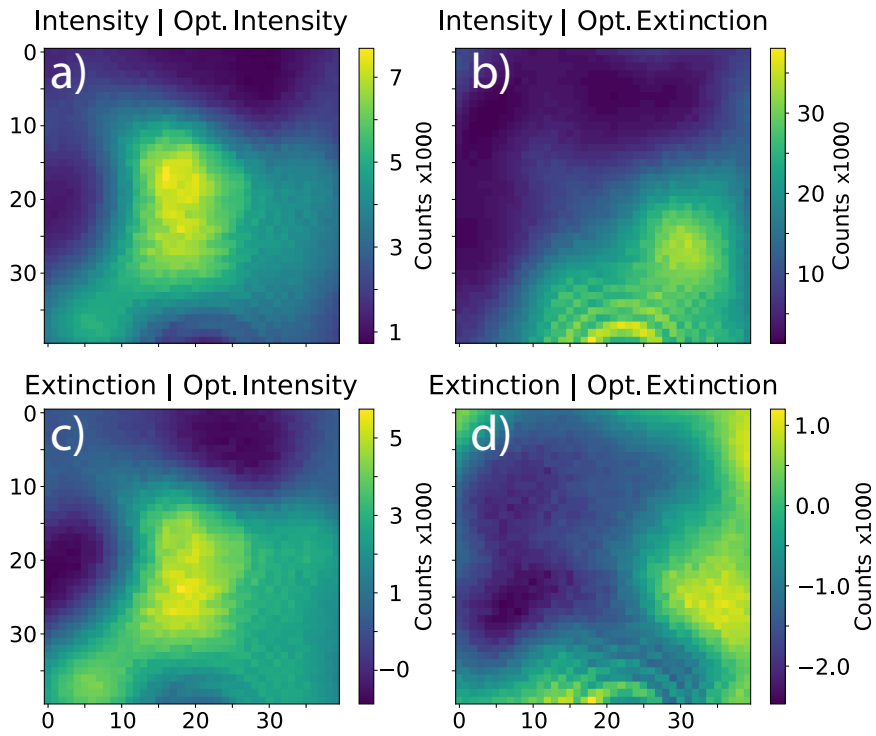 Intensity | Opt. Intensity
Intensity | Opt. Extinction
a)
b)
0
10
20
30
7
5
3
1
Counts x1000
30
20
10
Counts x1000
Extinction | Opt. Intensity
Extinction | Opt. Extinction
c)
d)
0
10
20
30
0
10
20
30
5
3
1
−0
Counts x1000
0
10
20
30
1.0
0.0
−1.0
−2.0
Counts x1000